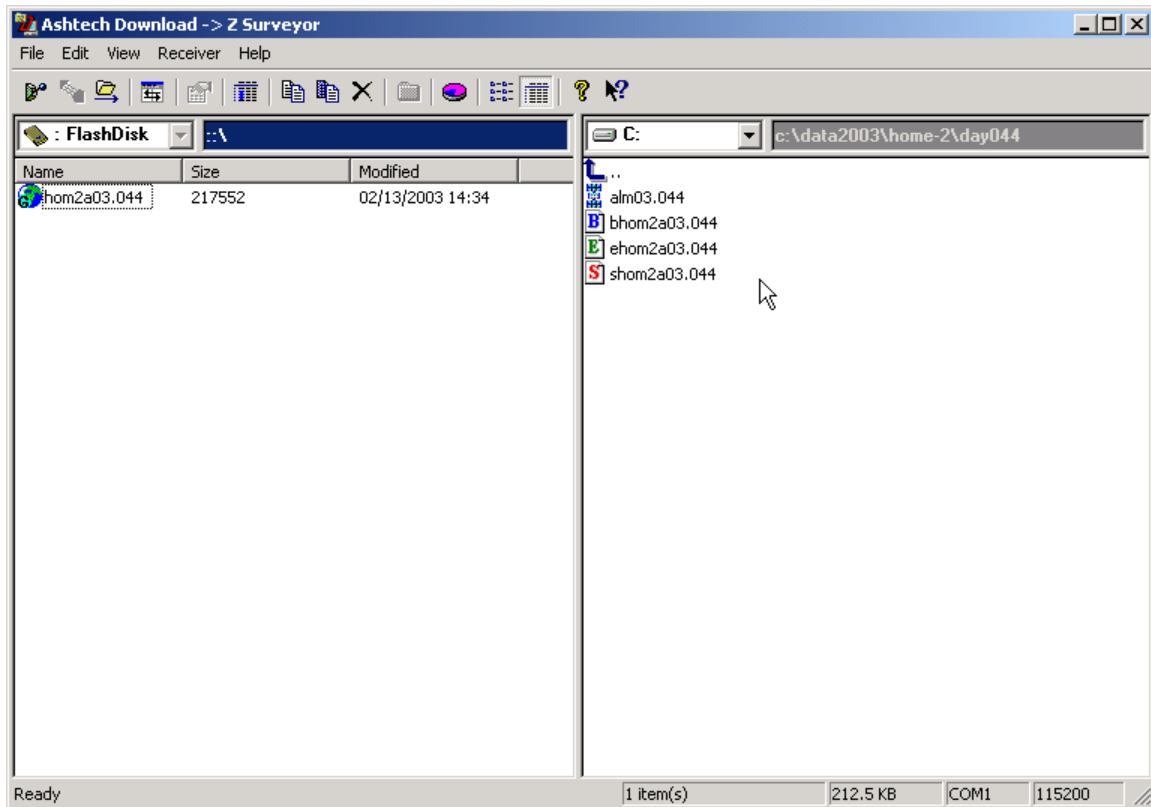 Ashtech Download -> Z Surveyor
File Edit View Receiver Help
: FlashDisk ::\
C: c:\data2003\home-2\day044
Name Size Modified
hom2a03.044 217552 02/13/2003 14:34
..
alm03.044
B bhom2a03.044
E ehom2a03.044
S shom2a03.044
Ready 1 item(s) 212.5 KB COM1 115200